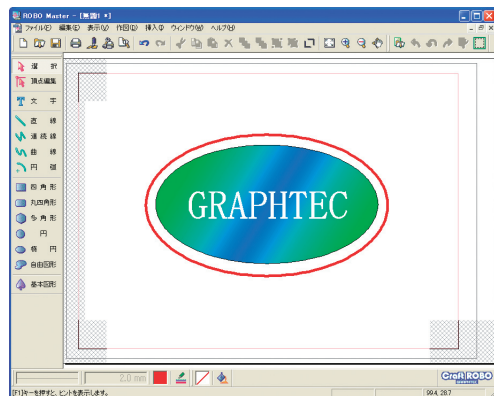 ROBO Master - [無題1 *]
ファイル(F) 編集(E) 表示(V) 作図(D) 挿入(I) ウィンドウ(W) ヘルプ(H)
選 択
頂点編集
文 字
直 線
連 続 線
曲 線
円 弧
四 角 形
丸四角形
多 角 形
円
楕 円
自由図形
基本図形
GRAPHTEC
2.0 mm
Craft ROBO
GRAPHTEC
[F1]キーを押すと、ヒントを表示します。
99.4, 28.7